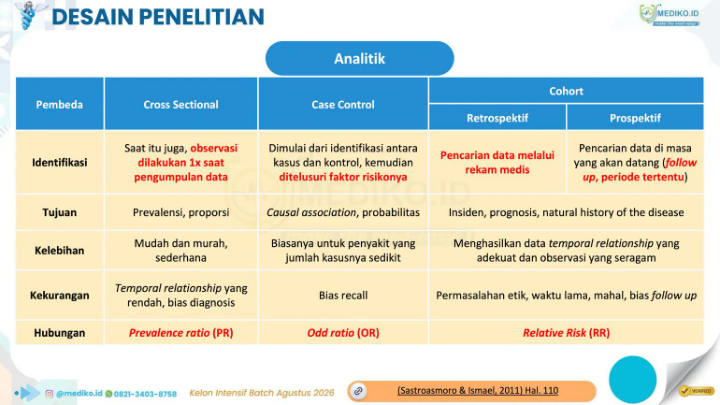 DESAIN PENELITIAN
MEDIKO.ID
Analitik
Pembeda
Cross Sectional
Case Control
Cohort
Retrospektif
Prospektif
Identifikasi
Saat itu juga, observasi
dilakukan 1x saat
pengumpulan data
Dimulai dari identifikasi antara
kasus dan kontrol, kemudian
ditelusuri faktor risikonya
Pencarian data melalui
rekam medis
Pencarian data di masa
yang akan datang (follow
up, periode tertentu)
Tujuan
Prevalensi, proporsi
Causal association, probabilitas
Insiden, prognosis, natural history of the disease
Kelebihan
Mudah dan murah,
sederhana
Biasanya untuk penyakit yang
jumlah kasusnya sedikit
Menghasilkan data temporal relationship yang
adekuat dan observasi yang seragam
Kekurangan
Temporal relationship yang
rendah, bias diagnosis
Bias recall
Permasalahan etik, waktu lama, mahal, bias follow up
Hubungan
Prevalence ratio (PR)
Odd ratio (OR)
Relative Risk (RR)
MEDIKO.ID
@mediko.id 0821-3403-8758
Kelon Intensif Batch Agustus 2026
(Sastroasmoro & Ismael, 2011) Hal. 110
VERIFIED